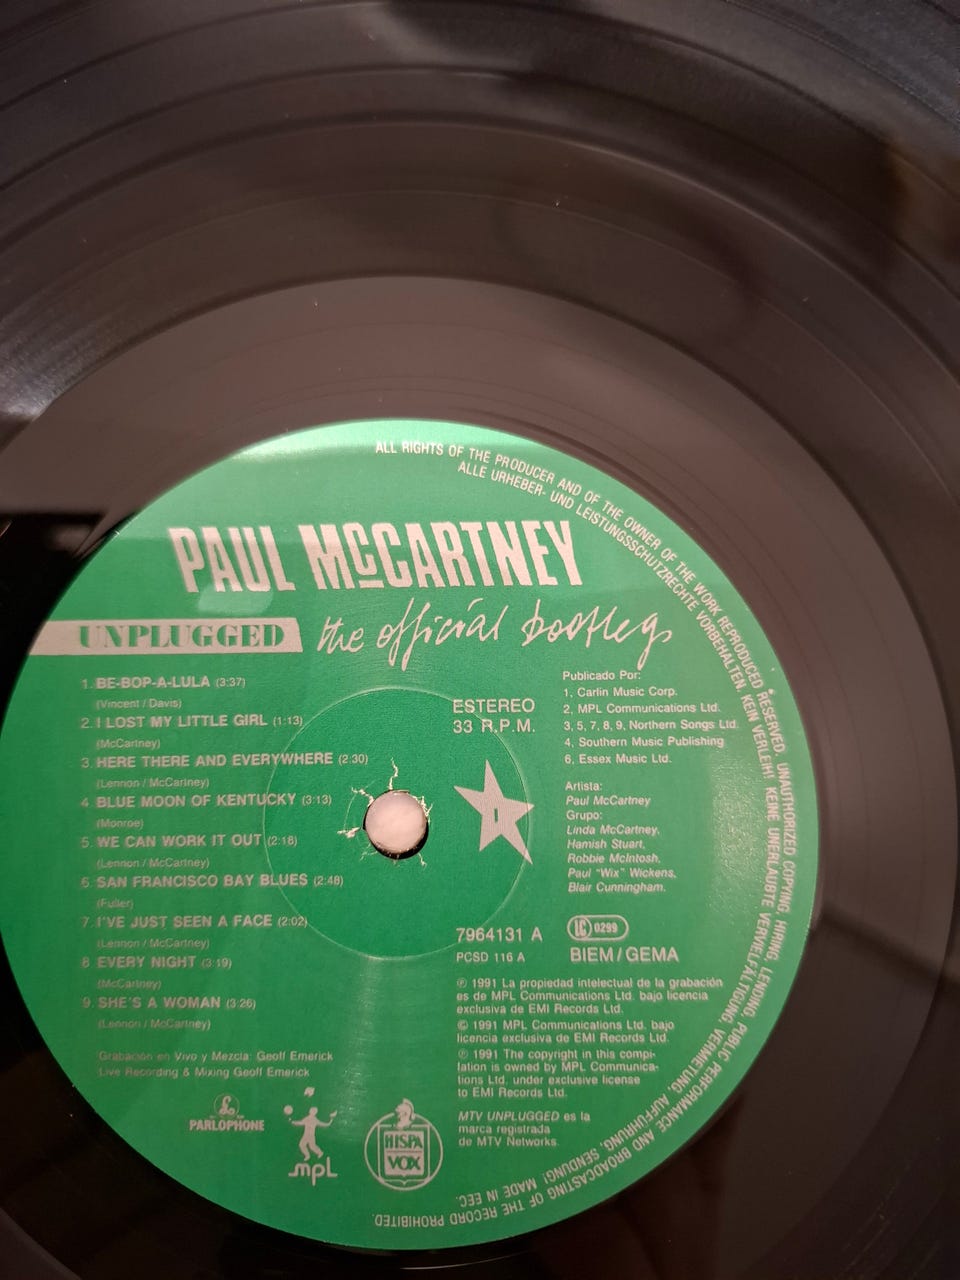 ALL RIGHTS OF THE PRODUCER AND OF THE OWNER OF THE WORK REPRODUCED RESERVED. UNAUTHORIZED COPYING, HIRING, LENDING, PUBLIC PERFORMANCE AND BROADCASTING OF THE RECORD PROHIBITED.
ALLE URHEBER- UND LEISTUNGSSCHUTZRECHTE VORBEHALTEN. KEIN VERLEIH! KEINE UNERLAUBTE VERVIELFÄLTIGUNG, VERMIETUNG, AUFFÜHRUNG, SENDUNG! MADE IN EEC.
PAUL McCARTNEY
UNPLUGGED the official bootleg
1. BE-BOP-A-LULA (3:37)
(Vincent / Davis)
2. I LOST MY LITTLE GIRL (1:13)
(McCartney)
3. HERE THERE AND EVERYWHERE (2:30)
(Lennon / McCartney)
4. BLUE MOON OF KENTUCKY (3:13)
(Monroe)
5. WE CAN WORK IT OUT (2:18)
(Lennon / McCartney)
6. SAN FRANCISCO BAY BLUES (2:48)
(Fuller)
7. I'VE JUST SEEN A FACE (2:02)
(Lennon / McCartney)
8. EVERY NIGHT (3:19)
(McCartney)
9. SHE'S A WOMAN (3:26)
(Lennon / McCartney)
Grabación en Vivo y Mezcla: Geoff Emerick
Live Recording & Mixing Geoff Emerick
PARLOPHONE
mpL
HISPA
VOX
ESTEREO
33 R.P.M.
1
Publicado Por:
1, Carlin Music Corp.
2, MPL Communications Ltd.
3, 5, 7, 8, 9, Northern Songs Ltd.
4, Southern Music Publishing
6, Essex Music Ltd.
Artista:
Paul McCartney
Grupo:
Linda McCartney,
Hamish Stuart,
Robbie McIntosh,
Paul "Wix" Wickens,
Blair Cunningham.
7964131 A
PCSD 116 A
LC 0299
BIEM/GEMA
℗ 1991 La propiedad intelectual de la grabación
es de MPL Communications Ltd. bajo licencia
exclusiva de EMI Records Ltd.
© 1991 MPL Communications Ltd. bajo
licencia exclusiva de EMI Records Ltd.
℗ 1991 The copyright in this compi-
lation is owned by MPL Communica-
tions Ltd. under exclusive license
to EMI Records Ltd.
MTV UNPLUGGED es la
marca registrada
de MTV Networks.